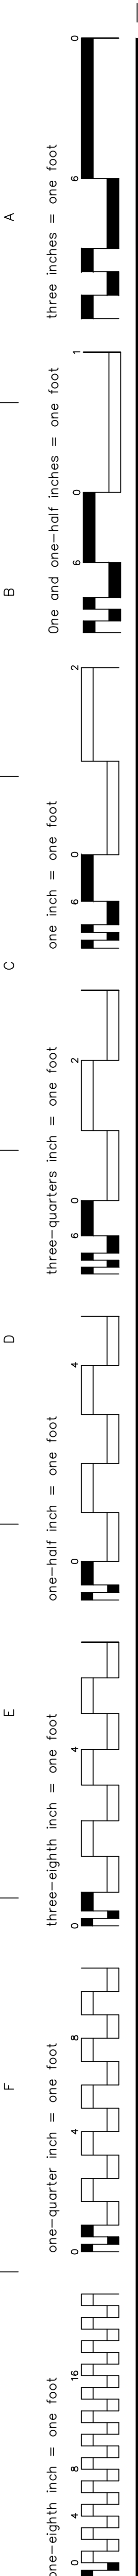 A
0
6
three inches = one foot
B
1
0
6
One and one-half inches = one foot
C
2
0
6
one inch = one foot
2
0
6
three-quarters inch = one foot
D
4
0
one-half inch = one foot
E
4
0
three-eighth inch = one foot
F
8
4
0
one-quarter inch = one foot
16
8
4
0
one-eighth inch = one foot